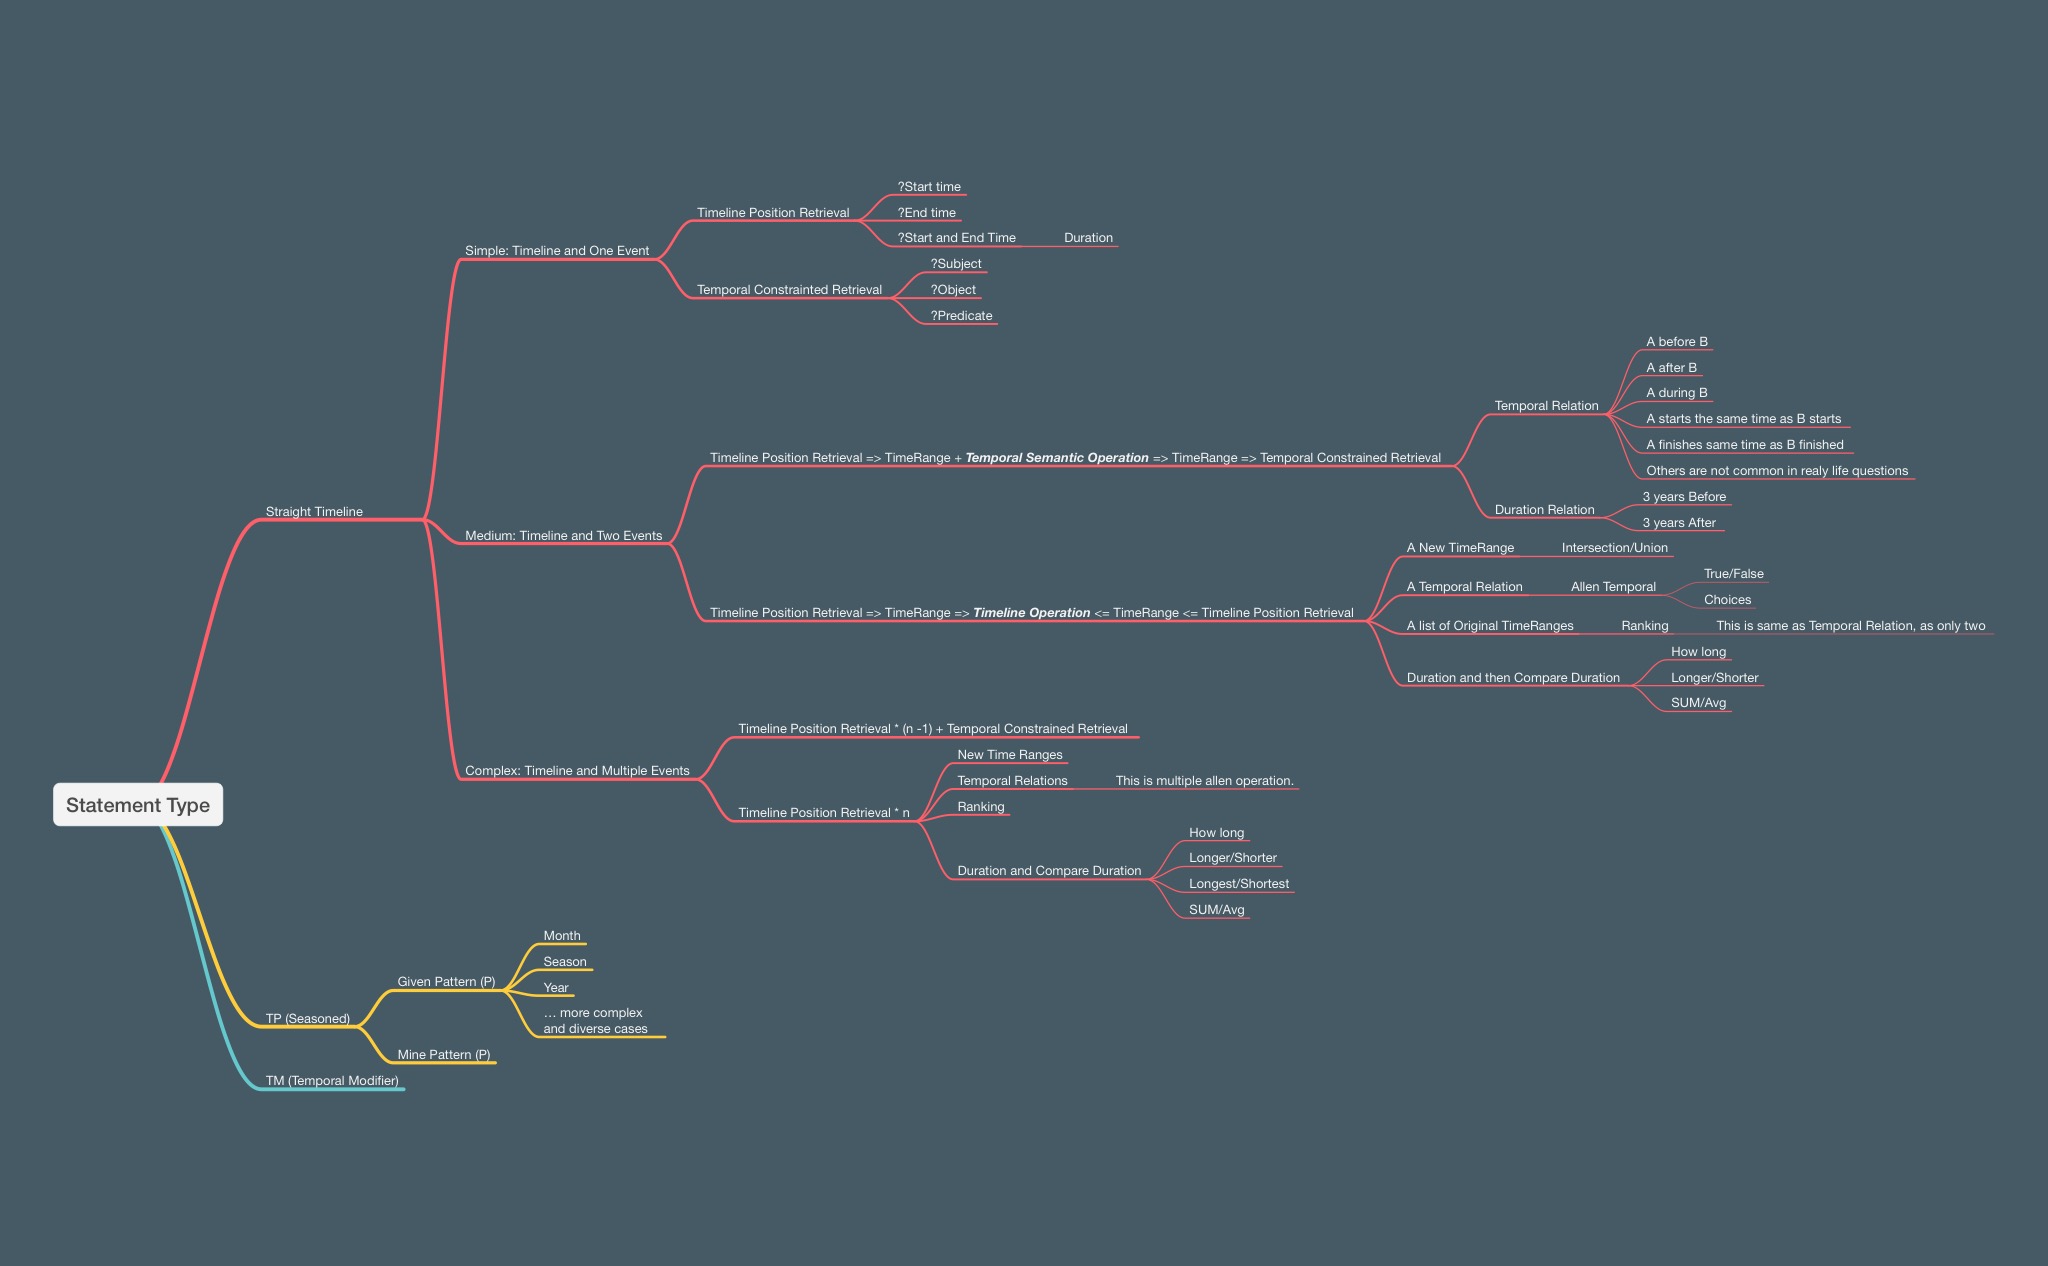 Statement Type
Straight Timeline
Simple: Timeline and One Event
Timeline Position Retrieval
?Start time
?End time
?Start and End Time
Duration
Temporal Constrainted Retrieval
?Subject
?Object
?Predicate
Medium: Timeline and Two Events
Timeline Position Retrieval => TimeRange + Temporal Semantic Operation => TimeRange => Temporal Constrained Retrieval
Temporal Relation
A before B
A after B
A during B
A starts the same time as B starts
A finishes same time as B finished
Others are not common in realy life questions
Duration Relation
3 years Before
3 years After
Timeline Position Retrieval => TimeRange => Timeline Operation <= TimeRange <= Timeline Position Retrieval
A New TimeRange
Intersection/Union
A Temporal Relation
Allen Temporal
True/False
Choices
A list of Original TimeRanges
Ranking
This is same as Temporal Relation, as only two
Duration and then Compare Duration
How long
Longer/Shorter
SUM/Avg
Complex: Timeline and Multiple Events
Timeline Position Retrieval * (n -1) + Temporal Constrained Retrieval
Timeline Position Retrieval * n
New Time Ranges
Temporal Relations
This is multiple allen operation.
Ranking
Duration and Compare Duration
How long
Longer/Shorter
Longest/Shortest
SUM/Avg
TP (Seasoned)
Given Pattern (P)
Month
Season
Year
… more complex
and diverse cases
Mine Pattern (P)
TM (Temporal Modifier)